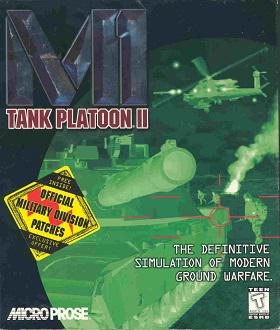 M1
TANK PLATOON II
FREE
INSIDE!
OFFICIAL
MILITARY DIVISION
PATCHES
EXCLUSIVE
OFFER!
THE DEFINITIVE
SIMULATION OF MODERN
GROUND WARFARE.
MICROPROSE
TEEN
T
ESRB